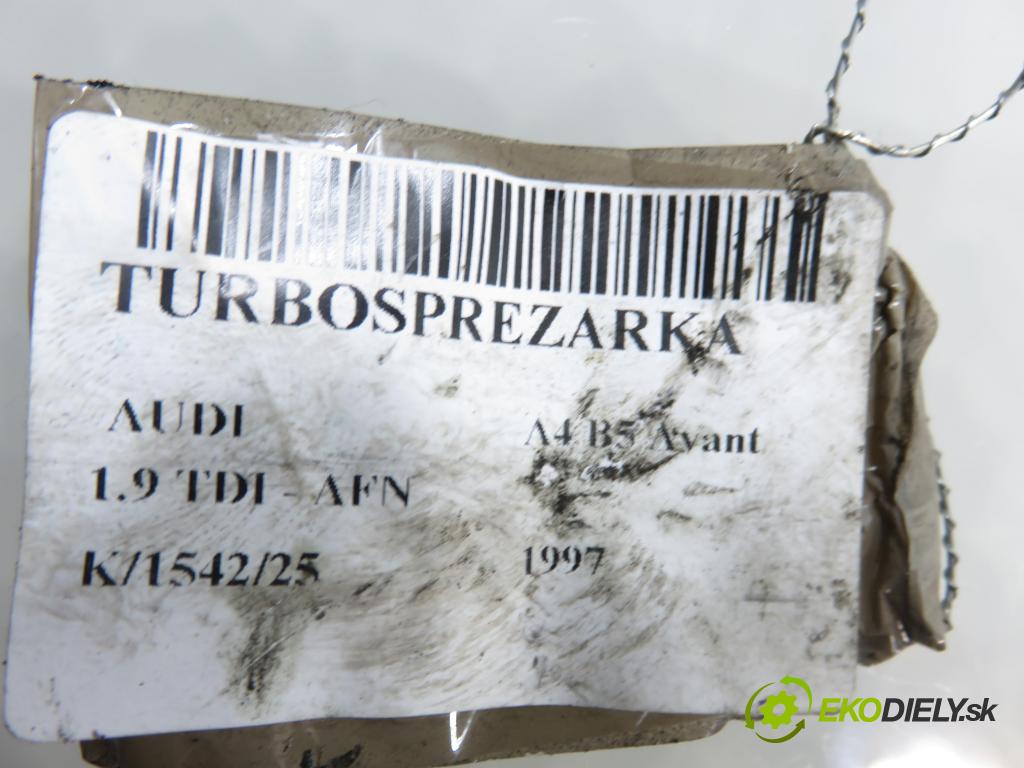 TURBOSPREZARKA
AUDI A4 B5 Avant
1.9 TDI - AFN
K/1542/25 1997
EKODIELY.sk